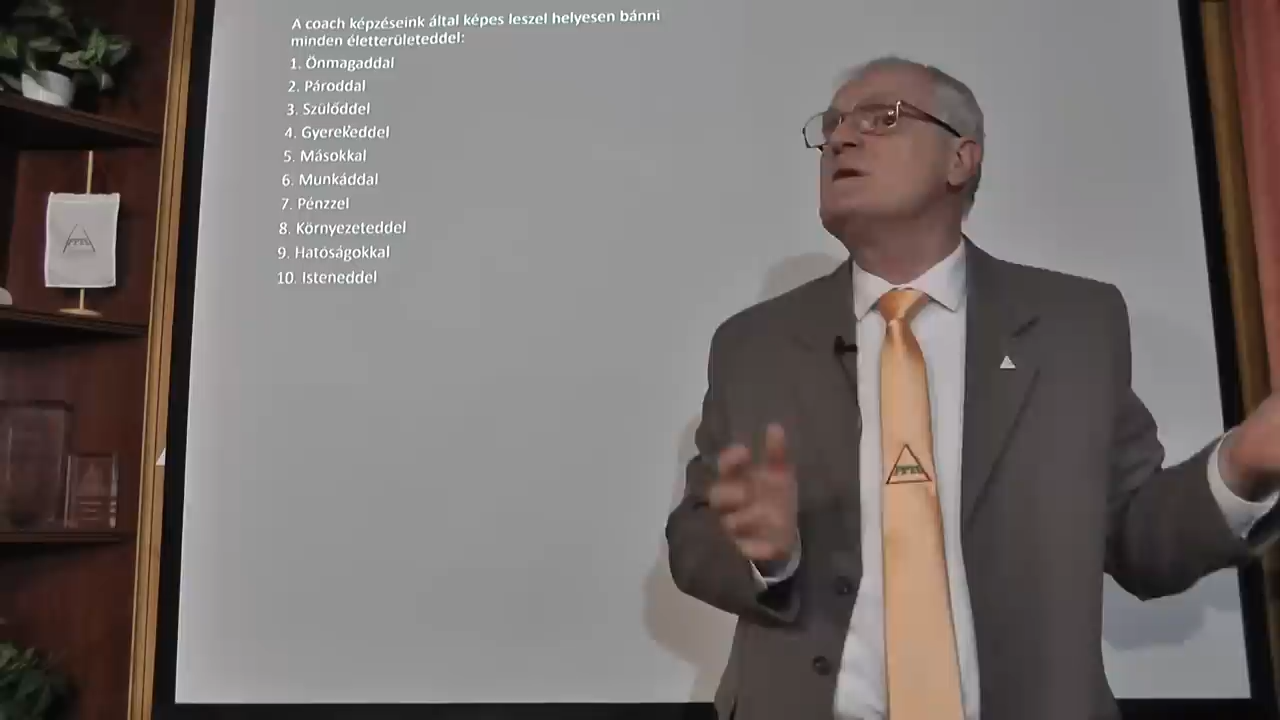 A coach képzéseink által képes leszel helyesen bánni
minden életterületeddel:
1. Önmagaddal
2. Pároddal
3. Szülőddel
4. Gyerekeddel
5. Másokkal
6. Munkáddal
7. Pénzzel
8. Környezeteddel
9. Hatóságokkal
10. Isteneddel